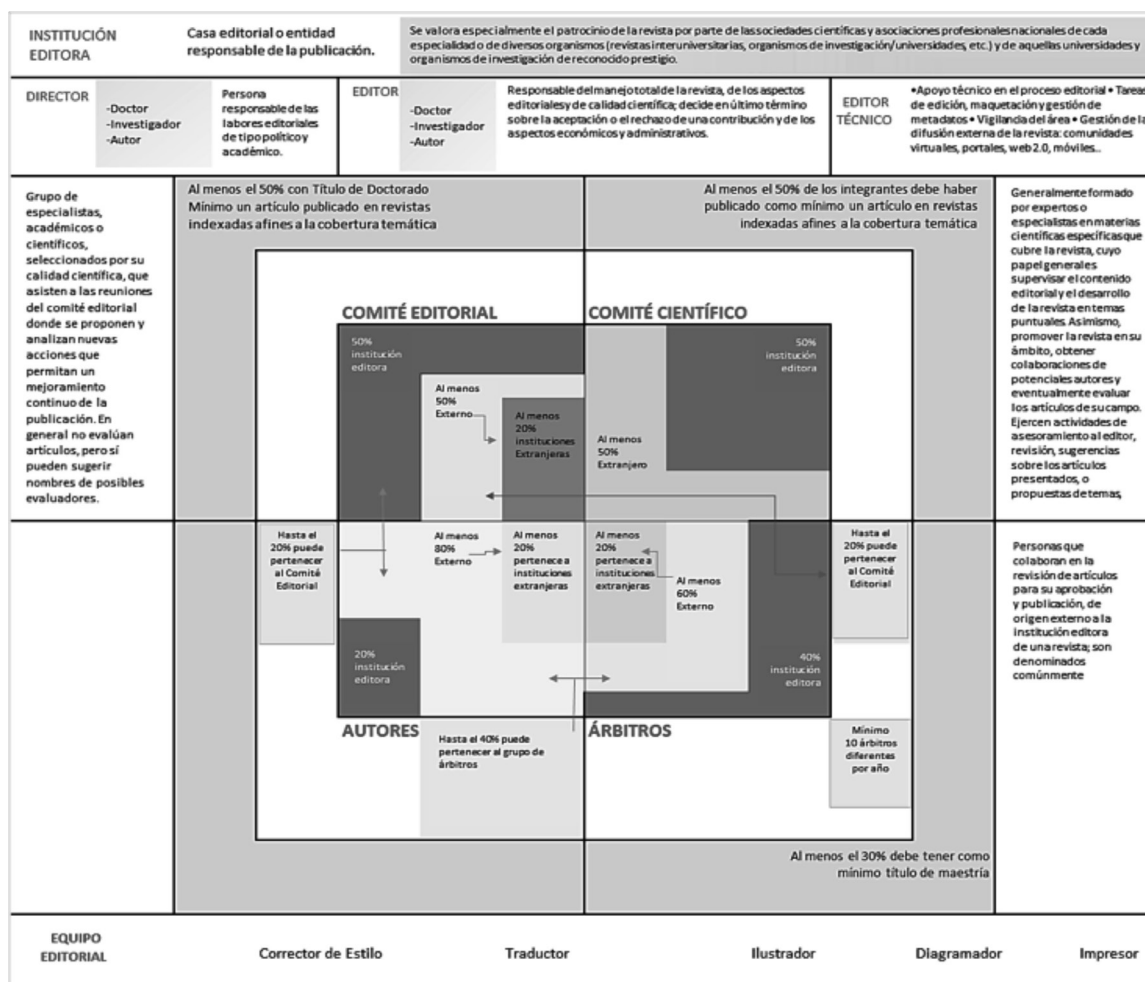 INSTITUCIÓN
EDITORA
Casa editorial o entidad
responsable de la publicación.
Se valora especialmente el patrocinio de la revista por parte de las sociedades científicas y asociaciones profesionales nacionales de cada
especialidad o de diversos organismos (revistas interuniversitarias, organismos de investigación/universidades, etc.) y de aquellas universidades y
organismos de investigación de reconocido prestigio.
DIRECTOR
-Doctor
-Investigador
-Autor
Persona
responsable de las
labores editoriales
de tipo político y
académico.
EDITOR
-Doctor
-Investigador
-Autor
Responsable del manejo total de la revista, de los aspectos
editoriales y de calidad científica; decide en último término
sobre la aceptación o el rechazo de una contribución y de los
aspectos económicos y administrativos.
EDITOR
TÉCNICO
•Apoyo técnico en el proceso editorial • Tareas
de edición, maquetación y gestión de
metadatos • Vigilancia del área • Gestión de la
difusión externa de la revista: comunidades
virtuales, portales, web 2.0, móviles..
Grupo de
especialistas,
académicos o
científicos,
seleccionados por su
calidad científica, que
asisten a las reuniones
del comité editorial
donde se proponen y
analizan nuevas
acciones que
permitan un
mejoramiento
continuo de la
publicación. En
general no evalúan
artículos, pero sí
pueden sugerir
nombres de posibles
evaluadores.
Al menos el 50% con Título de Doctorado
Mínimo un artículo publicado en revistas
indexadas afines a la cobertura temática
Al menos el 50% de los integrantes debe haber
publicado como mínimo un artículo en revistas
indexadas afines a la cobertura temática
Generalmente formado
por expertos o
especialistas en materias
científicas específicas que
cubre la revista, cuyo
papel general es
supervisar el contenido
editorial y el desarrollo
de la revista en temas
puntuales. Asimismo,
promover la revista en su
ámbito, obtener
colaboraciones de
potenciales autores y
eventualmente evaluar
los artículos de su campo.
Ejercen actividades de
asesoramiento al editor,
revisión, sugerencias
sobre los artículos
presentados, o
propuestas de temas,
COMITÉ EDITORIAL
50%
institución
editora
Al menos
50%
Externo
Al menos
20%
instituciones
Extranjeras
COMITÉ CIENTÍFICO
50%
institución
editora
Al menos
50%
Extranjero
Hasta el
20% puede
pertenecer
al Comité
Editorial
Al menos
80%
Externo
Al menos
20%
pertenece a
instituciones
extranjeras
20%
institución
editora
AUTORES
Hasta el 40% puede
pertenecer al grupo de
árbitros
Al menos
20%
pertenece a
instituciones
extranjeras
Al menos
60%
Externo
40%
institución
editora
ÁRBITROS
Hasta el
20% puede
pertenecer
al Comité
Editorial
Mínimo
10 árbitros
diferentes
por año
Personas que
colaboran en la
revisión de artículos
para su aprobación
y publicación, de
origen externo a la
institución editora
de una revista; son
denominados
comúnmente
Al menos el 30% debe tener como
mínimo título de maestría
EQUIPO
EDITORIAL
Corrector de Estilo
Traductor
Ilustrador
Diagramador
Impresor